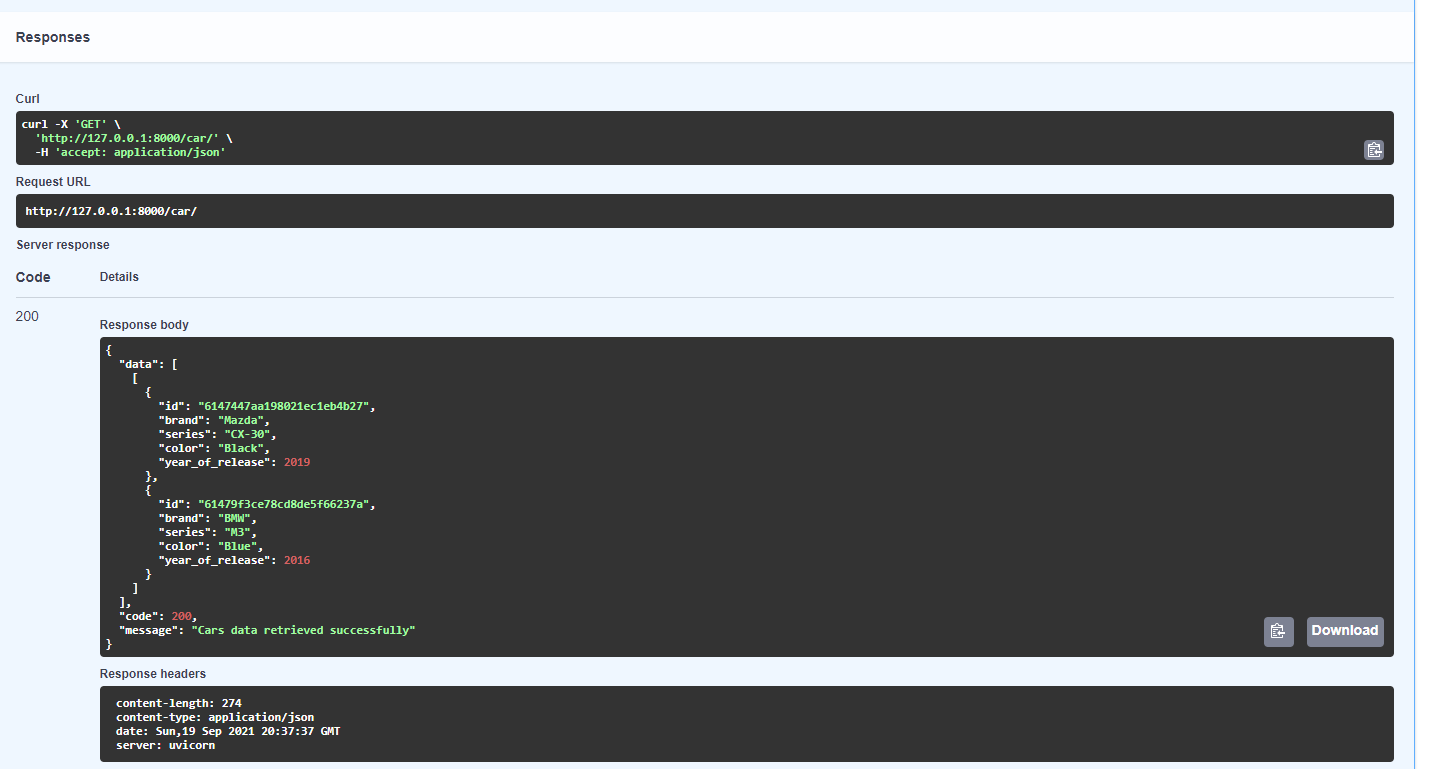 Responses
Curl
curl -X 'GET' \
  'http://127.0.0.1:8000/car/' \
  -H 'accept: application/json'
Request URL
http://127.0.0.1:8000/car/
Server response
Code Details
200
Response body
{
  "data": [
    [
      {
        "id": "6147447aa198021ec1eb4b27",
        "brand": "Mazda",
        "series": "CX-30",
        "color": "Black",
        "year_of_release": 2019
      },
      {
        "id": "61479f3ce78cd8de5f66237a",
        "brand": "BMW",
        "series": "M3",
        "color": "Blue",
        "year_of_release": 2016
      }
    ]
  ],
  "code": 200,
  "message": "Cars data retrieved successfully"
}
Download
Response headers
content-length: 274
content-type: application/json
date: Sun,19 Sep 2021 20:37:37 GMT
server: uvicorn